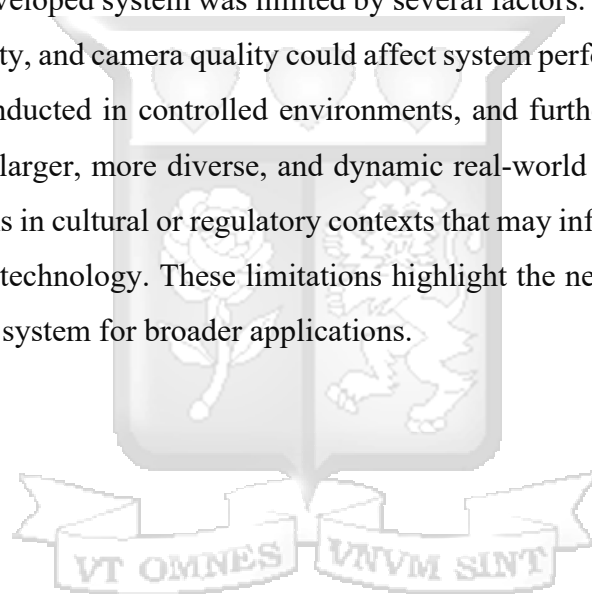 veloped system was limited by several factors.
ty, and camera quality could affect system perf
nducted in controlled environments, and furth
larger, more diverse, and dynamic real-world
s in cultural or regulatory contexts that may inf
technology. These limitations highlight the ne
system for broader applications.
VT OMNES VNVM SINT